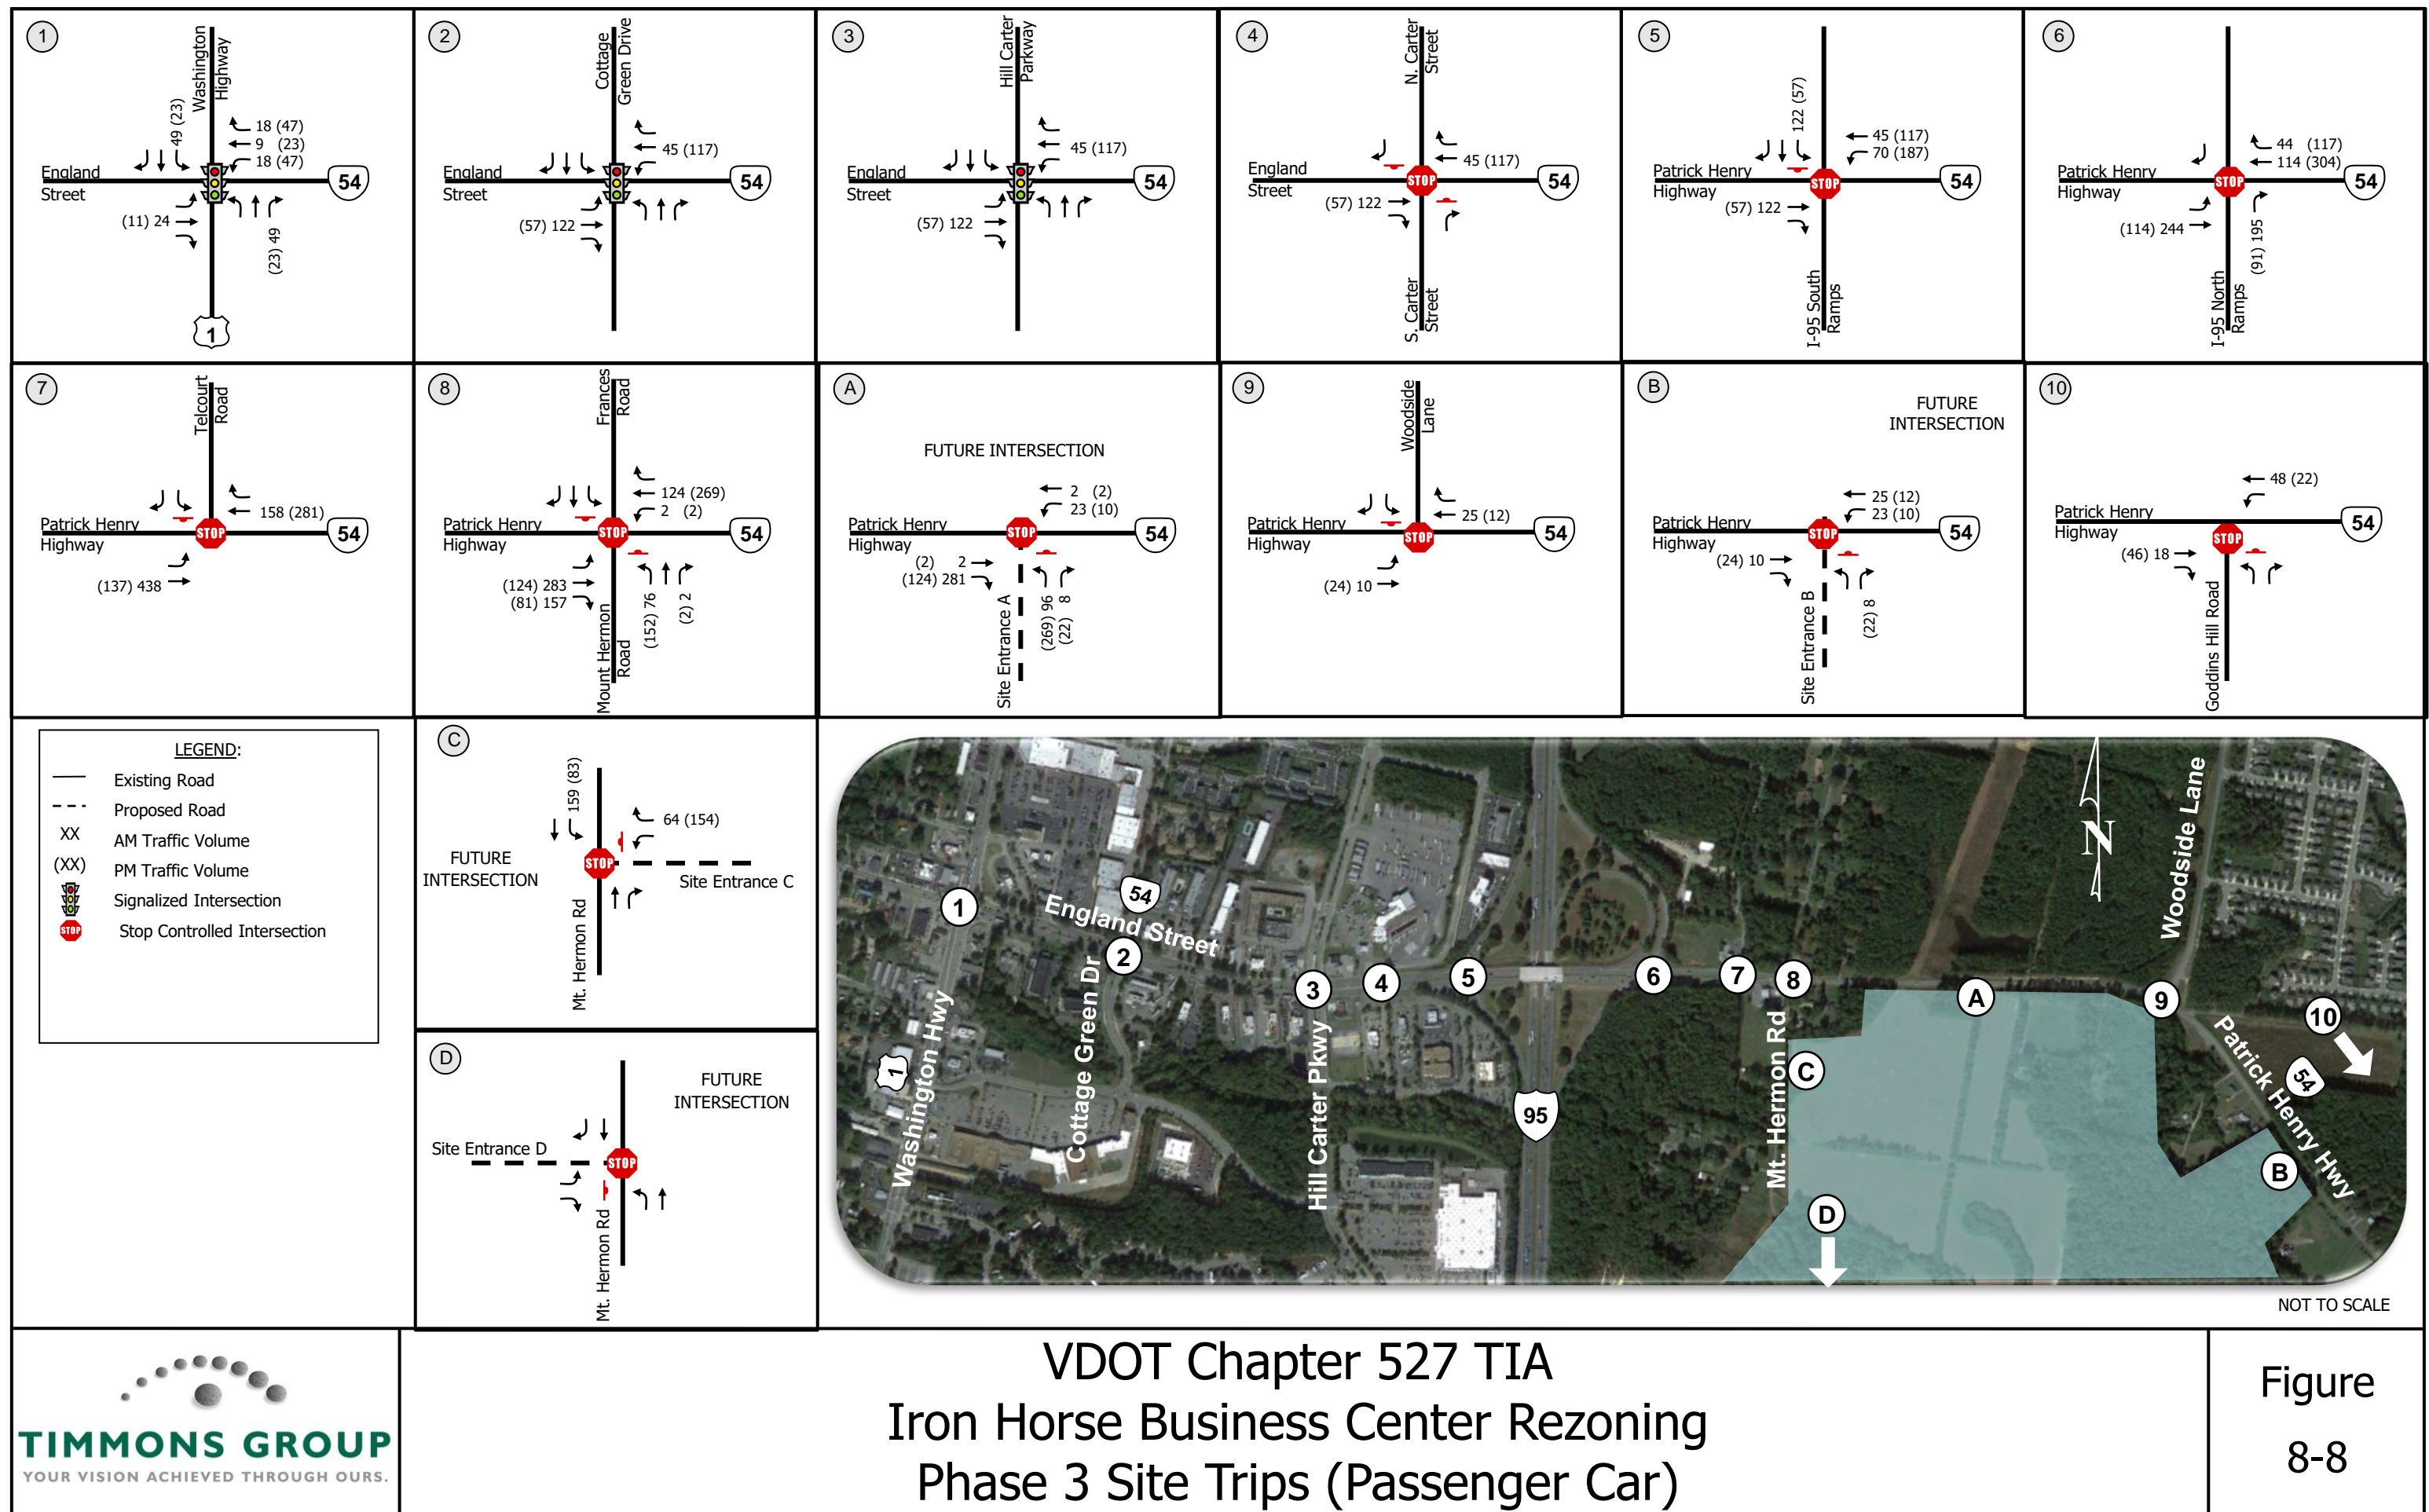 1
Washington
Highway
49 (23)
18 (47)
9 (23)
18 (47)
England
Street
54
(11) 24
(23) 49
1
2
Cottage
Green Drive
45 (117)
England
Street
54
(57) 122
3
Hill Carter
Parkway
45 (117)
England
Street
54
(57) 122
4
N. Carter
Street
45 (117)
England
Street
STOP
54
(57) 122
S. Carter
Street
5
122 (57)
45 (117)
70 (187)
Patrick Henry
Highway
STOP
54
(57) 122
I-95 South
Ramps
6
44 (117)
114 (304)
Patrick Henry
Highway
STOP
54
(114) 244
(91) 195
I-95 North
Ramps
7
Telcourt
Road
158 (281)
Patrick Henry
Highway
STOP
54
(137) 438
8
Frances
Road
124 (269)
2 (2)
Patrick Henry
Highway
STOP
54
(124) 283
(81) 157
(152) 76
(2) 2
Mount Hermon
Road
A
FUTURE INTERSECTION
2 (2)
23 (10)
Patrick Henry
Highway
STOP
54
(2) 2
(124) 281
(269) 96
(22) 8
Site Entrance A
9
Woodside
Lane
25 (12)
Patrick Henry
Highway
STOP
54
(24) 10
B
FUTURE
INTERSECTION
25 (12)
23 (10)
Patrick Henry
Highway
STOP
54
(24) 10
(22) 8
Site Entrance B
10
48 (22)
Patrick Henry
Highway
STOP
54
(46) 18
Goddins Hill Road
LEGEND:
Existing Road
Proposed Road
XX AM Traffic Volume
(XX) PM Traffic Volume
Signalized Intersection
STOP Stop Controlled Intersection
C
159 (83)
64 (154)
FUTURE
INTERSECTION
STOP
Site Entrance C
Mt. Hermon Rd
D
FUTURE
INTERSECTION
Site Entrance D
STOP
Mt. Hermon Rd
1
54
England Street
2
3
4
5
6
7
8
A
9
10
N
Woodside Lane
Washington Hwy
1
Cottage Green Dr
Hill Carter Pkwy
95
Mt. Hermon Rd
C
D
B
Patrick Henry Hwy
54
NOT TO SCALE
TIMMONS GROUP
YOUR VISION ACHIEVED THROUGH OURS.
VDOT Chapter 527 TIA
Iron Horse Business Center Rezoning
Phase 3 Site Trips (Passenger Car)
Figure
8-8